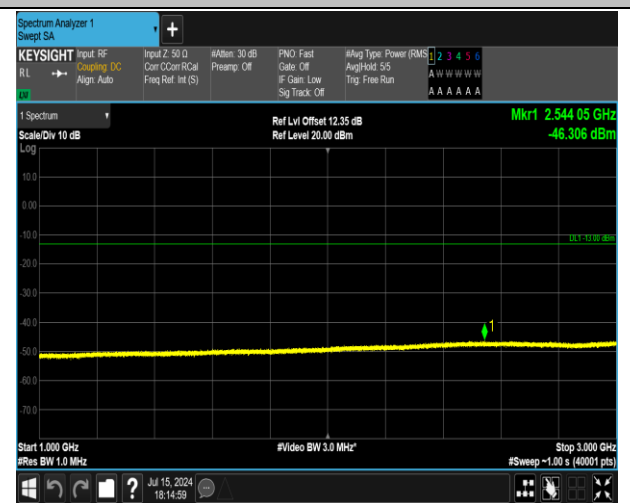 Spectrum Analyzer 1
Swept SA
KEYSIGHT Input: RF Input Z: 50 Ω #Atten: 30 dB PNO: Fast #Avg Type: Power (RMS 1 2 3 4 5 6
RL Coupling: DC Corr CCorr RCal Preamp: Off Gate: Off Avg|Hold: 5/5 A W W W W W
Align: Auto Freq Ref: Int (S) IF Gain: Low Trig: Free Run
Sig Track: Off A A A A A A
1 Spectrum Ref Lvl Offset 12.35 dB Mkr1 2.544 05 GHz
Scale/Div 10 dB Ref Level 20.00 dBm -46.306 dBm
Log
10.0
0.00
-10.0
DL1 -13.00 dBm
-20.0
-30.0
-40.0
1
-50.0
-60.0
-70.0
Start 1.000 GHz #Video BW 3.0 MHz* Stop 3.000 GHz
#Res BW 1.0 MHz #Sweep ~1.00 s (40001 pts)
? Jul 15, 2024
18:14:59